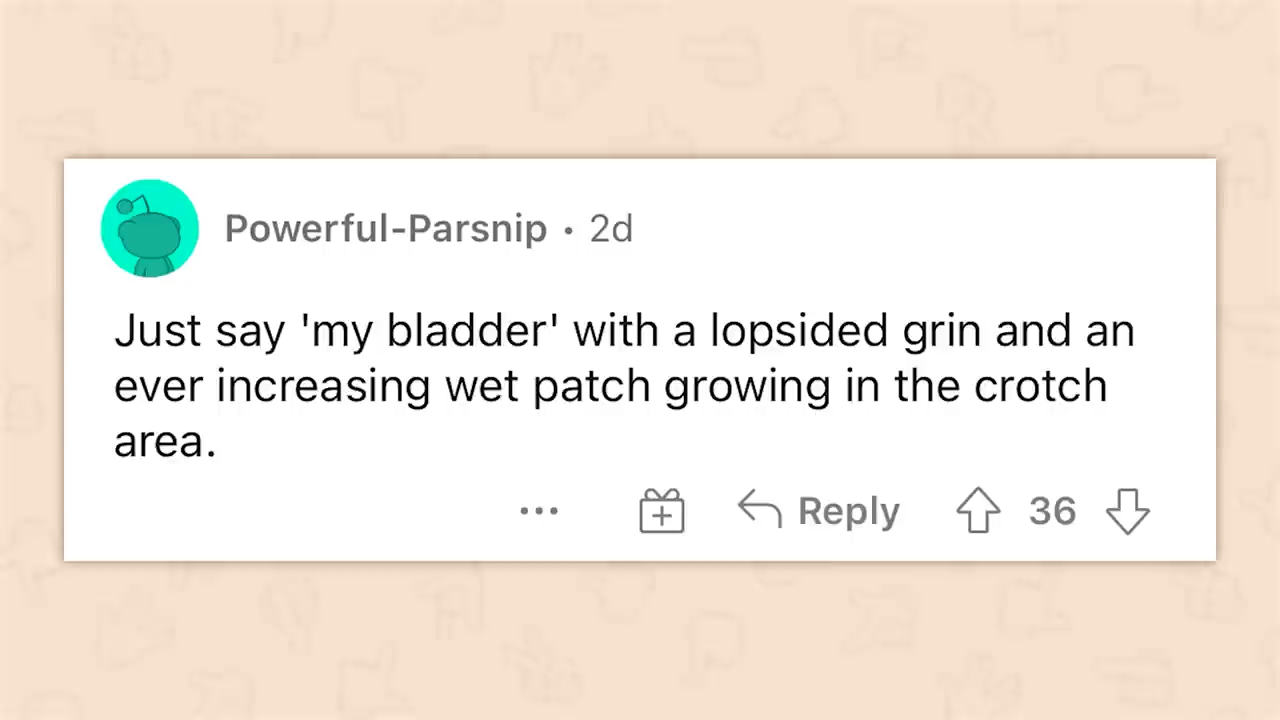 Powerful-Parsnip · 2d
Just say 'my bladder' with a lopsided grin and an
ever increasing wet patch growing in the crotch
area.
Reply 36